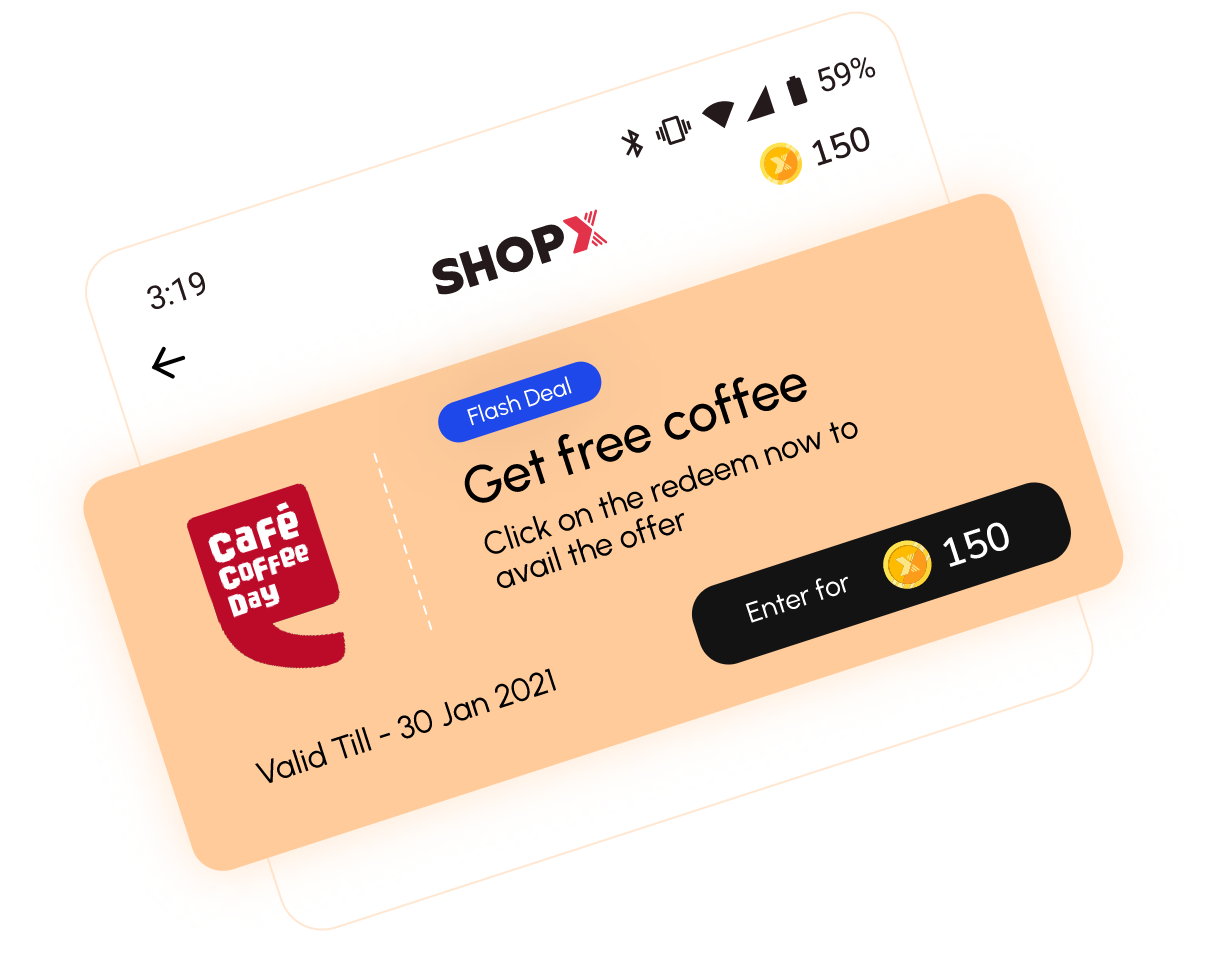 59%
150
3:19
SHOPX
Flash Deal
Get free coffee
Click on the redeem now to
avail the offer
Café
Coffee
Day
Enter for 150
Valid Till - 30 Jan 2021